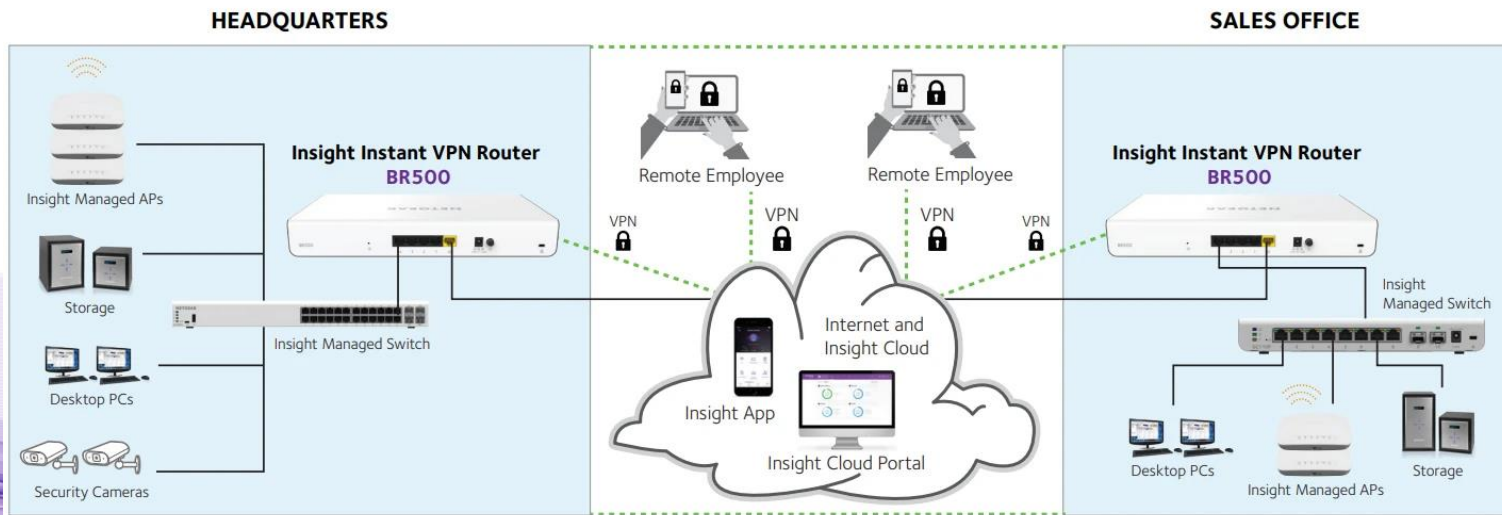 HEADQUARTERS
SALES OFFICE
Insight Managed APs
Storage
Desktop PCs
Security Cameras
Insight Instant VPN Router
BR500
NETGEAR
Insight Managed Switch
Remote Employee
Remote Employee
VPN
VPN
VPN
VPN
Internet and
Insight Cloud
Insight App
Insight Cloud Portal
Insight Instant VPN Router
BR500
NETGEAR
Insight
Managed Switch
Desktop PCs
Insight Managed APs
Storage